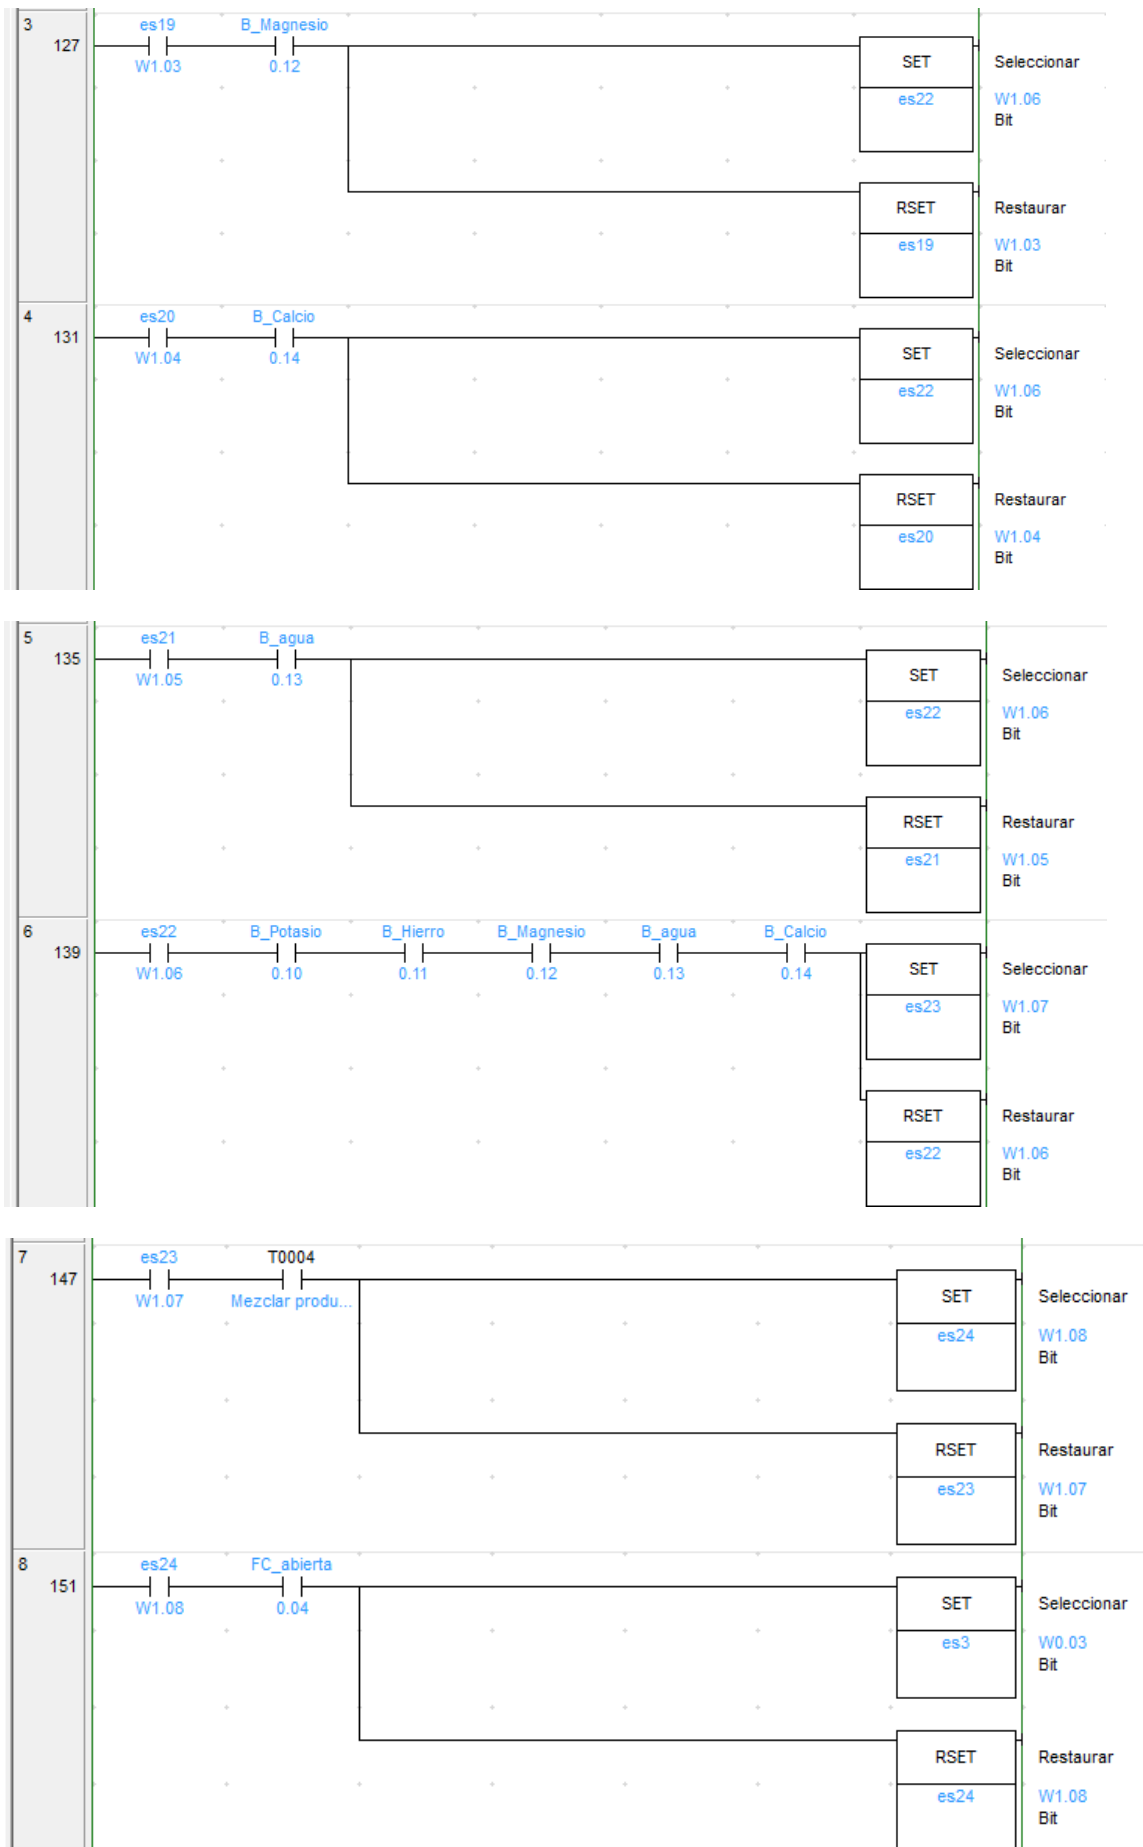 3
127
es19 B_Magnesio
W1.03 0.12
SET Seleccionar
es22 W1.06
Bit
RSET Restaurar
es19 W1.03
Bit
4
131
es20 B_Calcio
W1.04 0.14
SET Seleccionar
es22 W1.06
Bit
RSET Restaurar
es20 W1.04
Bit
5
135
es21 B_agua
W1.05 0.13
SET Seleccionar
es22 W1.06
Bit
RSET Restaurar
es21 W1.05
Bit
6
139
es22 B_Potasio B_Hierro B_Magnesio B_agua B_Calcio
W1.06 0.10 0.11 0.12 0.13 0.14
SET Seleccionar
es23 W1.07
Bit
RSET Restaurar
es22 W1.06
Bit
7
147
es23 T0004
W1.07 Mezclar produ...
SET Seleccionar
es24 W1.08
Bit
RSET Restaurar
es23 W1.07
Bit
8
151
es24 FC_abierta
W1.08 0.04
SET Seleccionar
es3 W0.03
Bit
RSET Restaurar
es24 W1.08
Bit